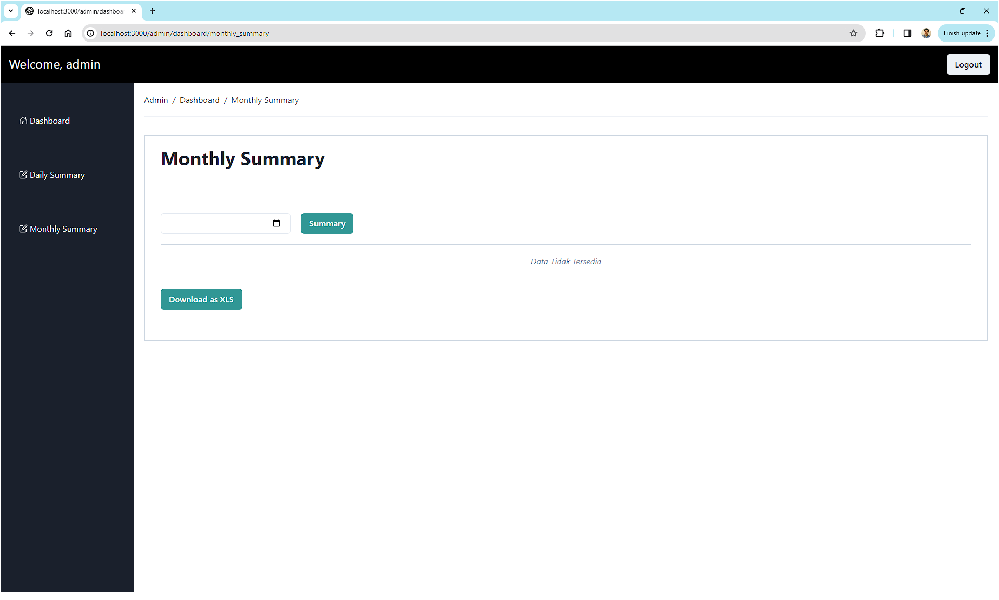 localhost:3000/admin/dashboa
localhost:3000/admin/dashboard/monthly_summary
Finish update
Welcome, admin
Logout
Admin / Dashboard / Monthly Summary
Dashboard
Daily Summary
Monthly Summary
Monthly Summary
--------- ----
Summary
Data Tidak Tersedia
Download as XLS